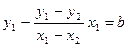 y₁ − (y₁ − y₂)/(x₁ − x₂) x₁ = b